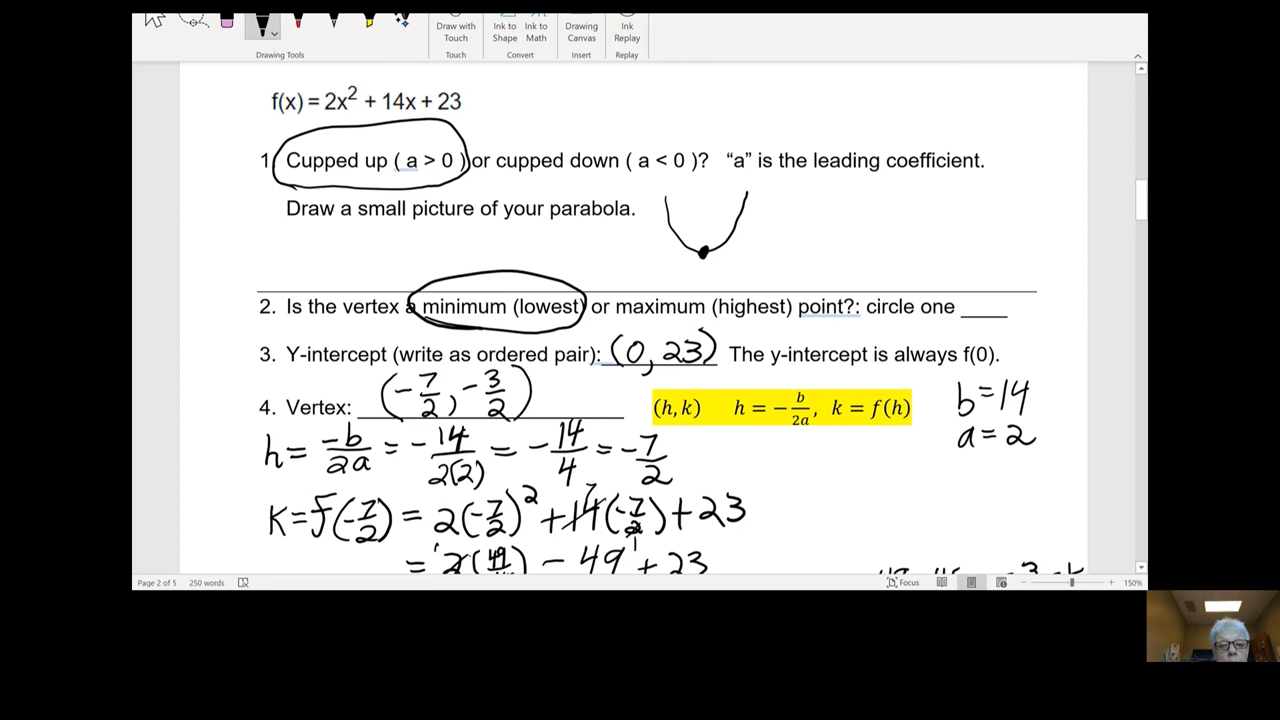 Draw with Touch
Ink to Shape
Ink to Math
Drawing Canvas
Ink Replay
Drawing Tools
Touch
Convert
Insert
Replay
f(x) = 2x² + 14x + 23
1. Cupped up ( a > 0 ) or cupped down ( a < 0 )? “a” is the leading coefficient.
Draw a small picture of your parabola.
2. Is the vertex a minimum (lowest) or maximum (highest) point?: circle one ____
3. Y-intercept (write as ordered pair): (0, 23) The y-intercept is always f(0).
4. Vertex: (-7/2, -3/2) (h, k) h = -b/2a, k = f(h)
b = 14
a = 2
h = -b/2a = -14/2(2) = -14/4 = -7/2
K = f(-7/2) = 2(-7/2)² + 14(-7/2) + 23
= 2(49/ ) - 49 + 23
Page 2 of 5 250 words Focus 150%